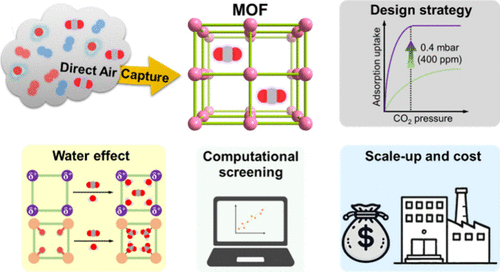 Direct Air Capture
MOF
Design strategy
Adsorption uptake
0.4 mbar
(400 ppm)
CO₂ pressure
Water effect
δ⁺ δ⁺
δ⁺ δ⁺
δ⁺ δ⁺
δ⁺ δ⁺
Computational
screening
Scale-up and cost
$